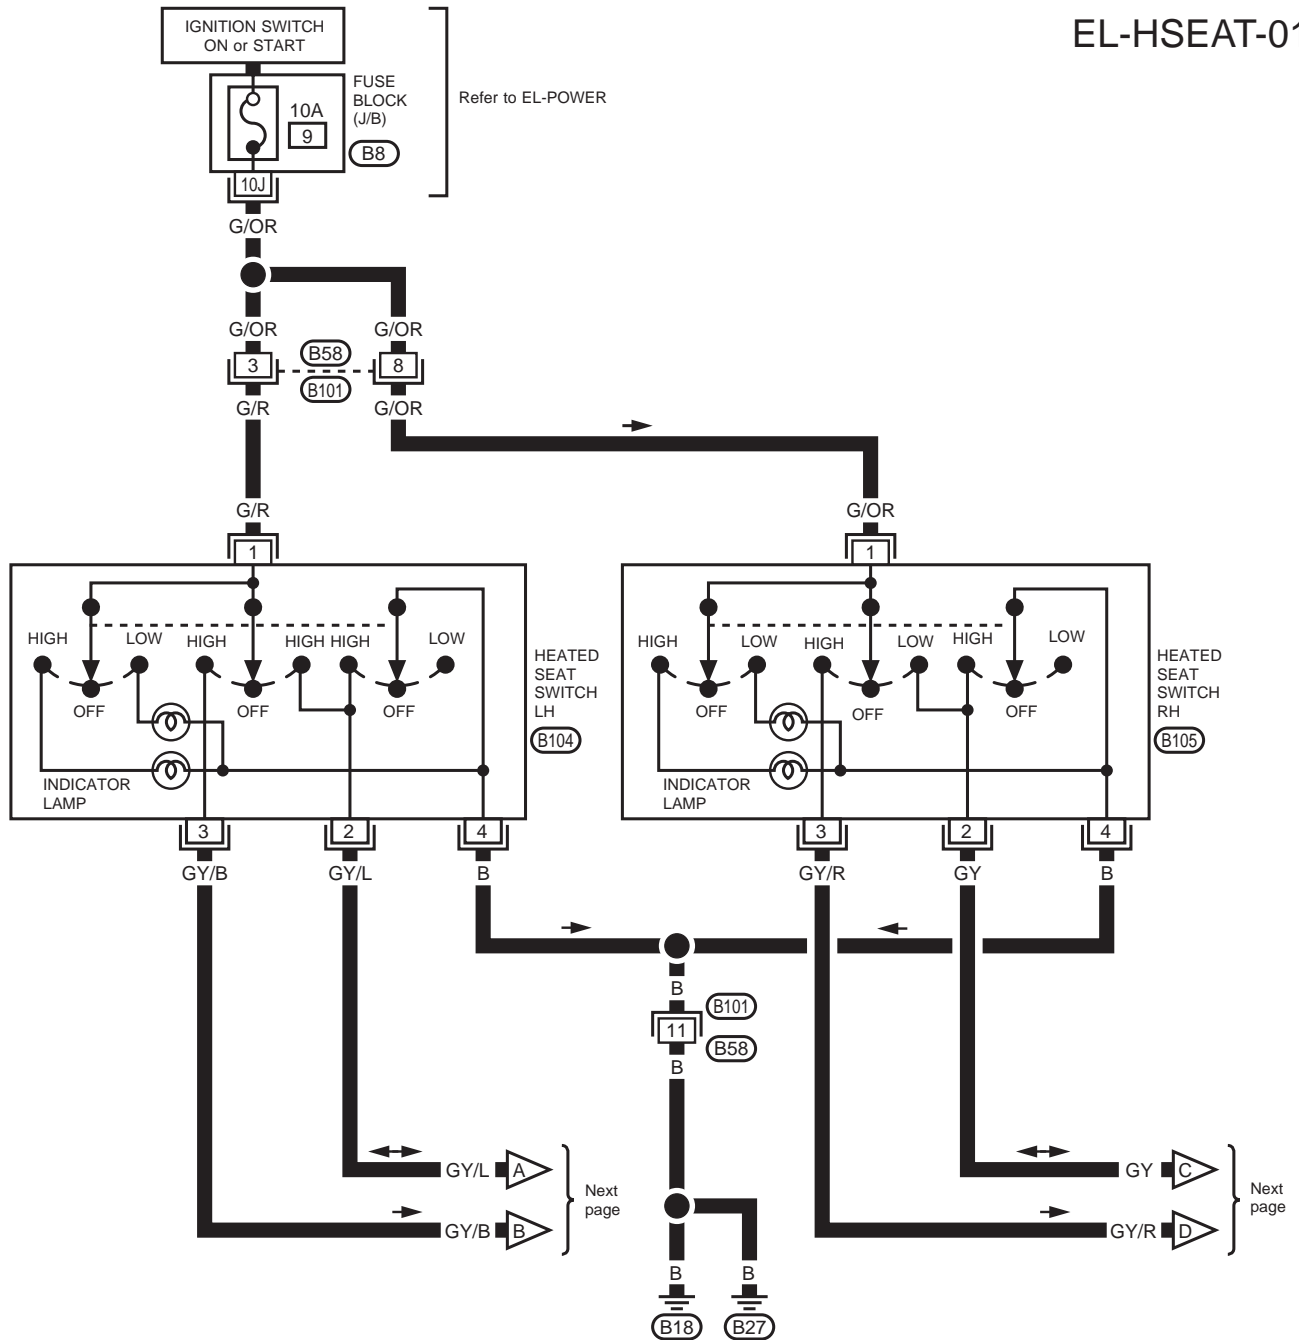 EL-HSEAT-01
IGNITION SWITCH
ON or START
FUSE
BLOCK
(J/B)
10A
9
B8
Refer to EL-POWER
10J
G/OR
G/OR
G/OR
3
B58
8
B101
G/R
G/OR
G/R
G/OR
1
1
HIGH
LOW
HIGH
HIGH
HIGH
LOW
OFF
OFF
OFF
INDICATOR
LAMP
HEATED
SEAT
SWITCH
LH
B104
HIGH
LOW
HIGH
LOW
HIGH
LOW
OFF
OFF
OFF
INDICATOR
LAMP
HEATED
SEAT
SWITCH
RH
B105
3
2
4
3
2
4
GY/B
GY/L
B
GY/R
GY
B
B
B101
11
B58
B
GY/L
A
GY/B
B
Next
page
GY
C
GY/R
D
Next
page
B
B
B18
B27